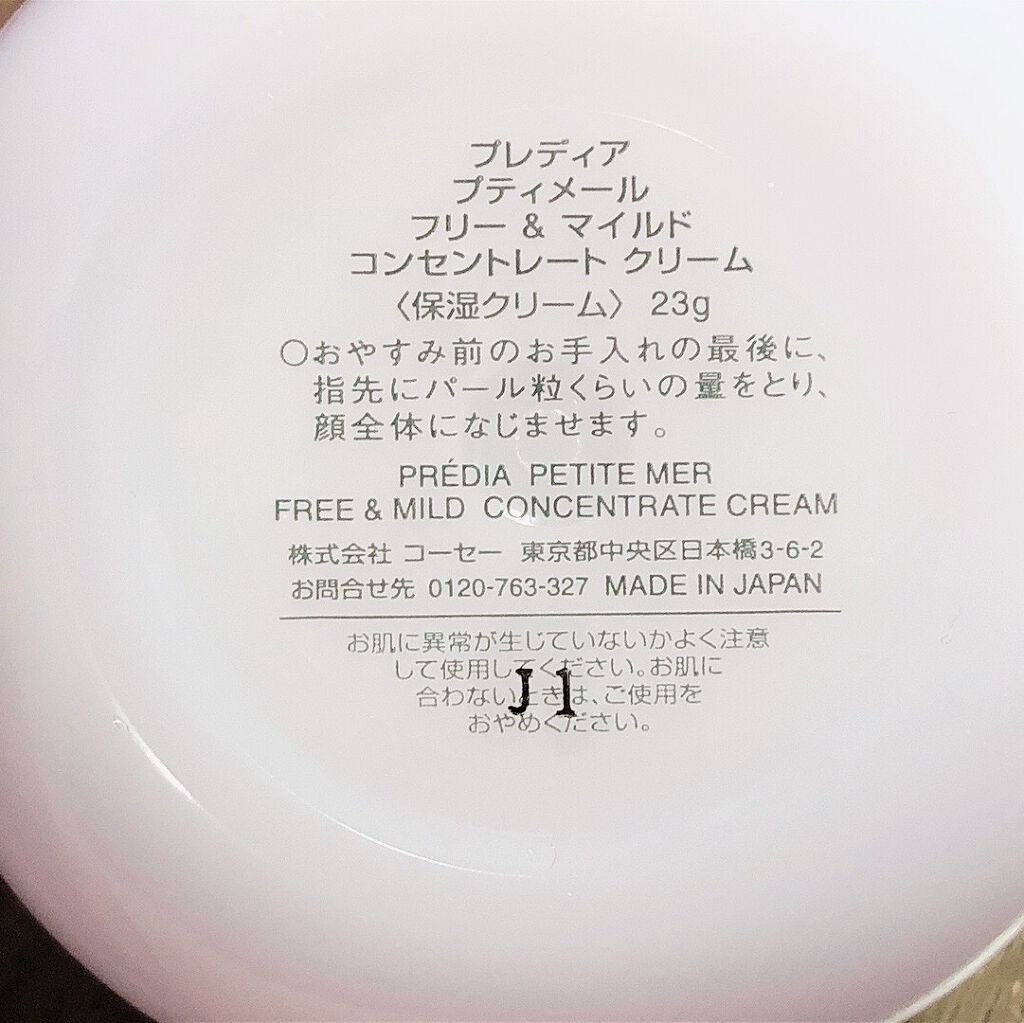 プレディア
プティメール
フリー & マイルド
コンセントレート クリーム
〈保湿クリーム〉 23g
〇おやすみ前のお手入れの最後に、
指先にパール粒くらいの量をとり、
顔全体になじませます。
PRÉDIA PETITE MER
FREE & MILD CONCENTRATE CREAM
株式会社 コーセー 東京都中央区日本橋3-6-2
お問合せ先 0120-763-327 MADE IN JAPAN
お肌に異常が生じていないかよく注意
して使用してください。お肌に
合わないときは、ご使用を
おやめください。
J1